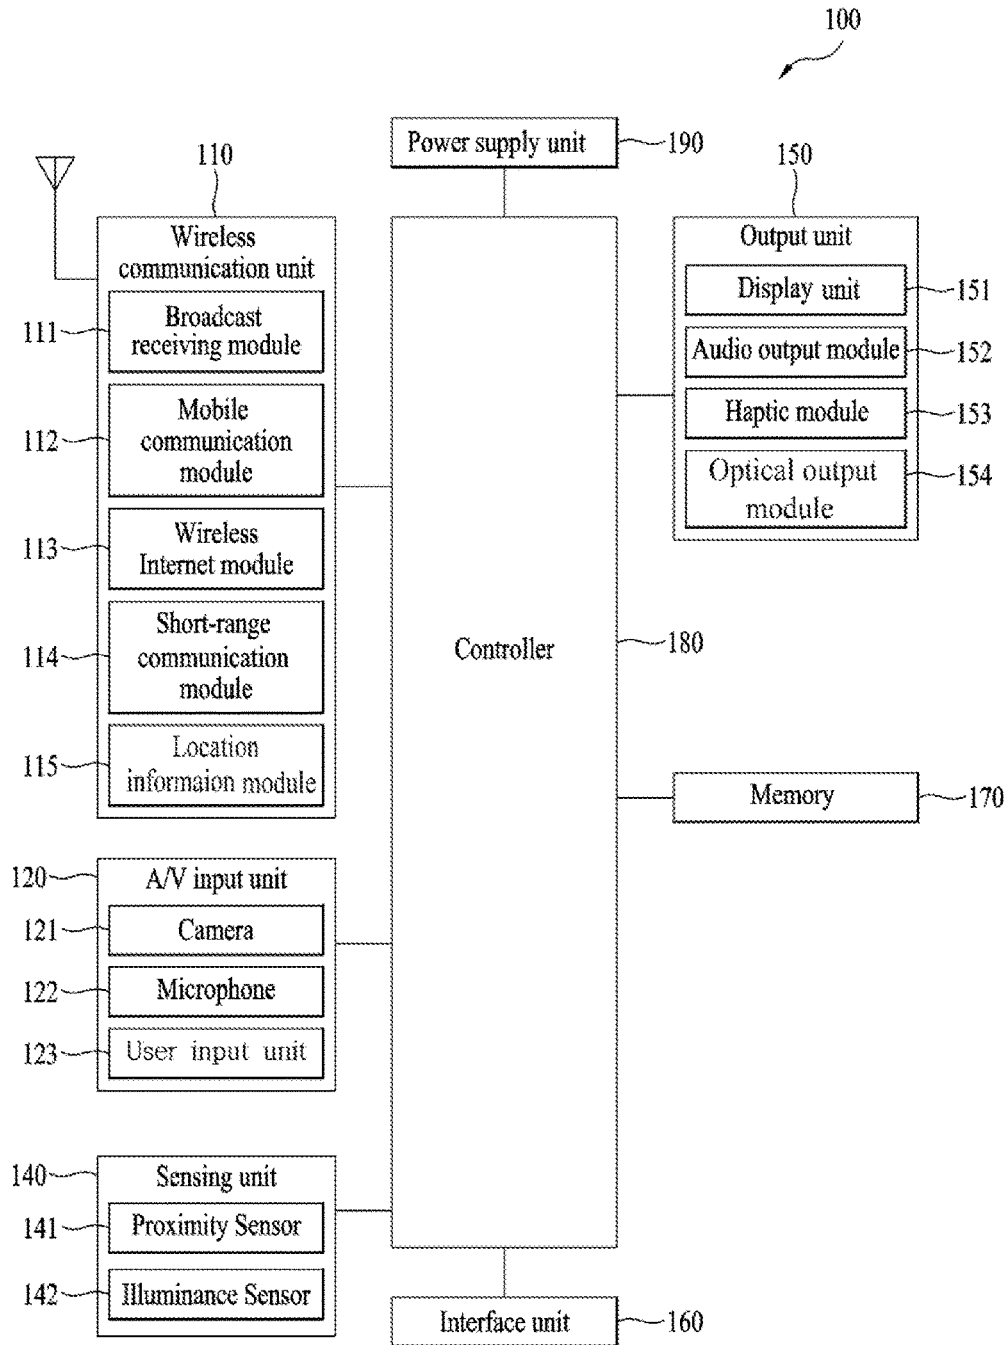 100
Power supply unit
190
110
Wireless
communication unit
111
Broadcast
receiving module
112
Mobile
communication
module
113
Wireless
Internet module
114
Short-range
communication
module
115
Location
informaion module
120
A/V input unit
121
Camera
122
Microphone
123
User input unit
140
Sensing unit
141
Proximity Sensor
142
Illuminance Sensor
Controller
180
150
Output unit
Display unit
151
Audio output module
152
Haptic module
153
Optical output
module
154
Memory
170
Interface unit
160